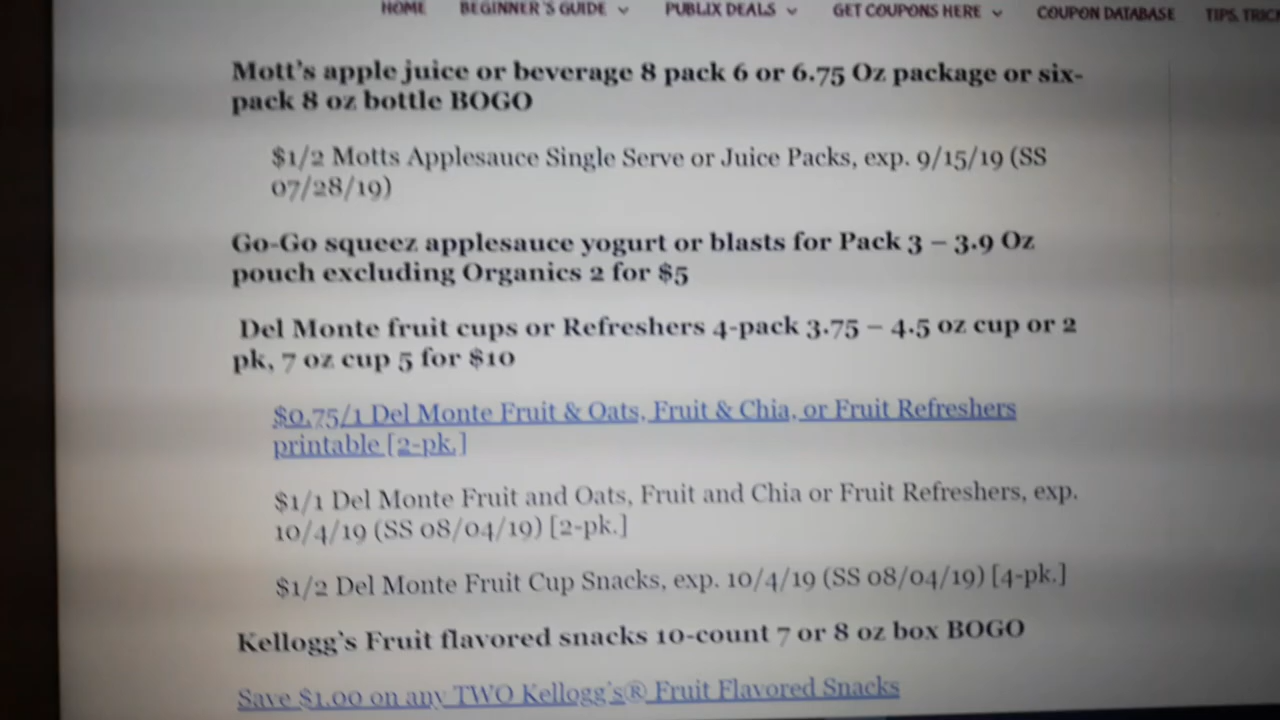 HOME BEGINNER'S GUIDE PUBLIX DEALS GET COUPONS HERE COUPON DATABASE TIPS, TRICK
Mott's apple juice or beverage 8 pack 6 or 6.75 Oz package or six-
pack 8 oz bottle BOGO
$1/2 Motts Applesauce Single Serve or Juice Packs, exp. 9/15/19 (SS
07/28/19)
Go-Go squeez applesauce yogurt or blasts for Pack 3 – 3.9 Oz
pouch excluding Organics 2 for $5
Del Monte fruit cups or Refreshers 4-pack 3.75 – 4.5 oz cup or 2
pk, 7 oz cup 5 for $10
$0.75/1 Del Monte Fruit & Oats, Fruit & Chia, or Fruit Refreshers
printable [2-pk.]
$1/1 Del Monte Fruit and Oats, Fruit and Chia or Fruit Refreshers, exp.
10/4/19 (SS 08/04/19) [2-pk.]
$1/2 Del Monte Fruit Cup Snacks, exp. 10/4/19 (SS 08/04/19) [4-pk.]
Kellogg's Fruit flavored snacks 10-count 7 or 8 oz box BOGO
Save $1.00 on any TWO Kellogg's® Fruit Flavored Snacks